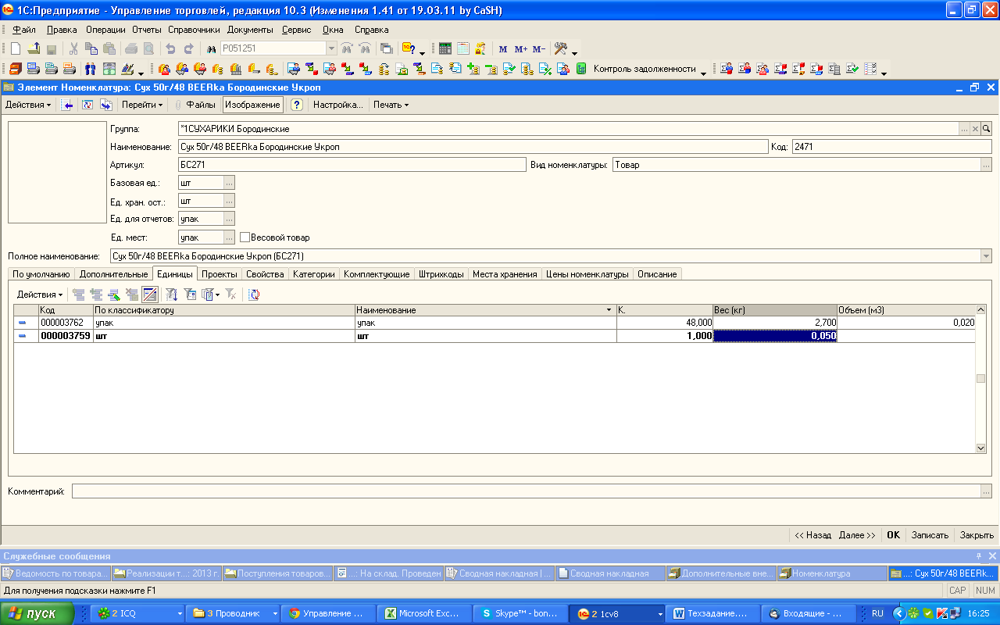 1С:Предприятие - Управление торговлей, редакция 10.3 (Изменения 1.41 от 19.03.11 by CaSH)
Файл Правка Операции Отчеты Справочники Документы Сервис Окна Справка
P051251 M M+ M-
Контроль задолженности
Элемент Номенклатура: Сух 50г/48 BEERka Бородинские Укроп
Действия Перейти Файлы Изображение Настройка... Печать
Группа: *1СУХАРИКИ Бородинские
Наименование: Сух 50г/48 BEERka Бородинские Укроп Код: 2471
Артикул: БС271 Вид номенклатуры: Товар
Базовая ед.: шт
Ед. хран. ост.: шт
Ед. для отчетов: упак
Ед. мест: упак Весовой товар
Полное наименование: Сух 50г/48 BEERka Бородинские Укроп (БС271)
По умолчанию Дополнительные Единицы Проекты Свойства Категории Комплектующие Штрихкоды Места хранения Цены номенклатуры Описание
Действия
Код По классификатору Наименование К. Вес (кг) Объем (м3)
000003762 упак упак 48,000 2,700 0,020
000003759 шт шт 1,000 0,050
Комментарий:
<< Назад Далее >> OK Записать Закрыть
Служебные сообщения
Ведомость по товара... Реализации т...: 2013 г. Поступления товаров... ...: На склад. Проведен Сводная накладная |... Сводная накладная Дополнительные вне... Номенклатура ...: Сух 50г/48 BEERk...
Для получения подсказки нажмите F1 CAP NUM
пуск 2 ICQ 3 Проводник Управление ... Microsoft Exc... Skype™ - bon... 2 1cv8 Техзадание.... Входящие - ... RU 16:25